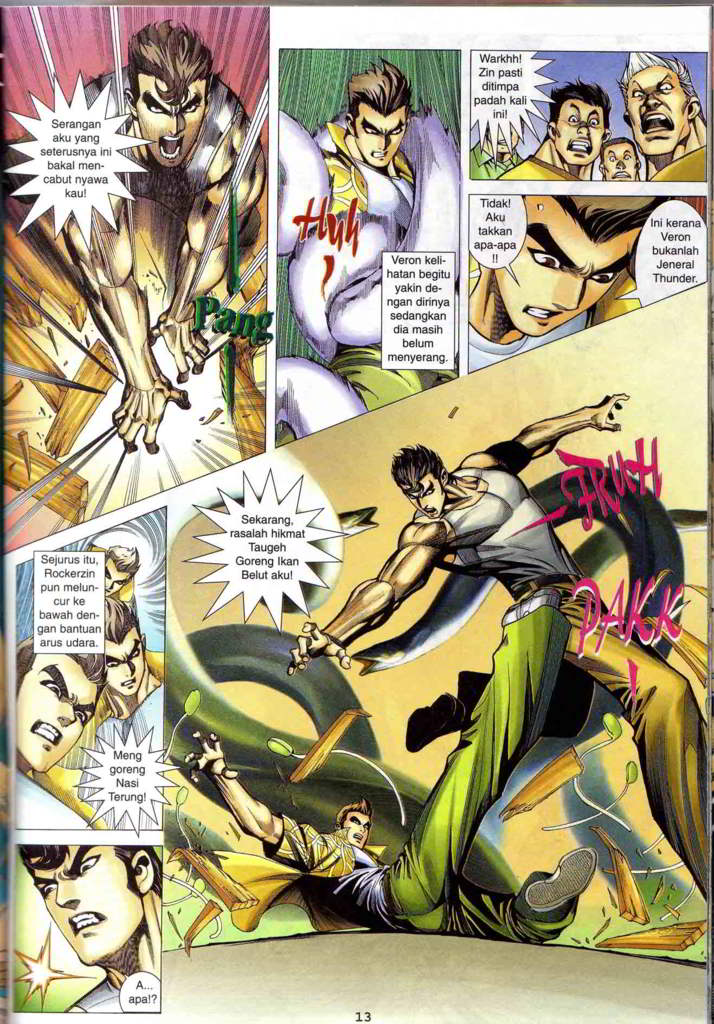 Serangan
aku yang
seterusnya ini
bakal men-
cabut nyawa
kau!
Pang
!
Huh
!
Veron keli-
hatan begitu
yakin de-
ngan dirinya
sedangkan
dia masih
belum
menyerang.
Warkhh!
Zin pasti
ditimpa
padah kali
ini!
Tidak!
Aku
takkan
apa-apa
!!
Ini kerana
Veron
bukanlah
Jeneral
Thunder.
Sejurus itu,
Rockerzin
pun melun-
cur ke
bawah den-
gan bantuan
arus udara.
Meng
goreng
Nasi
Terung!
A...
apa!?
Sekarang,
rasalah hikmat
Taugeh
Goreng Ikan
Belut aku!
FRUH
PAKK
!
13